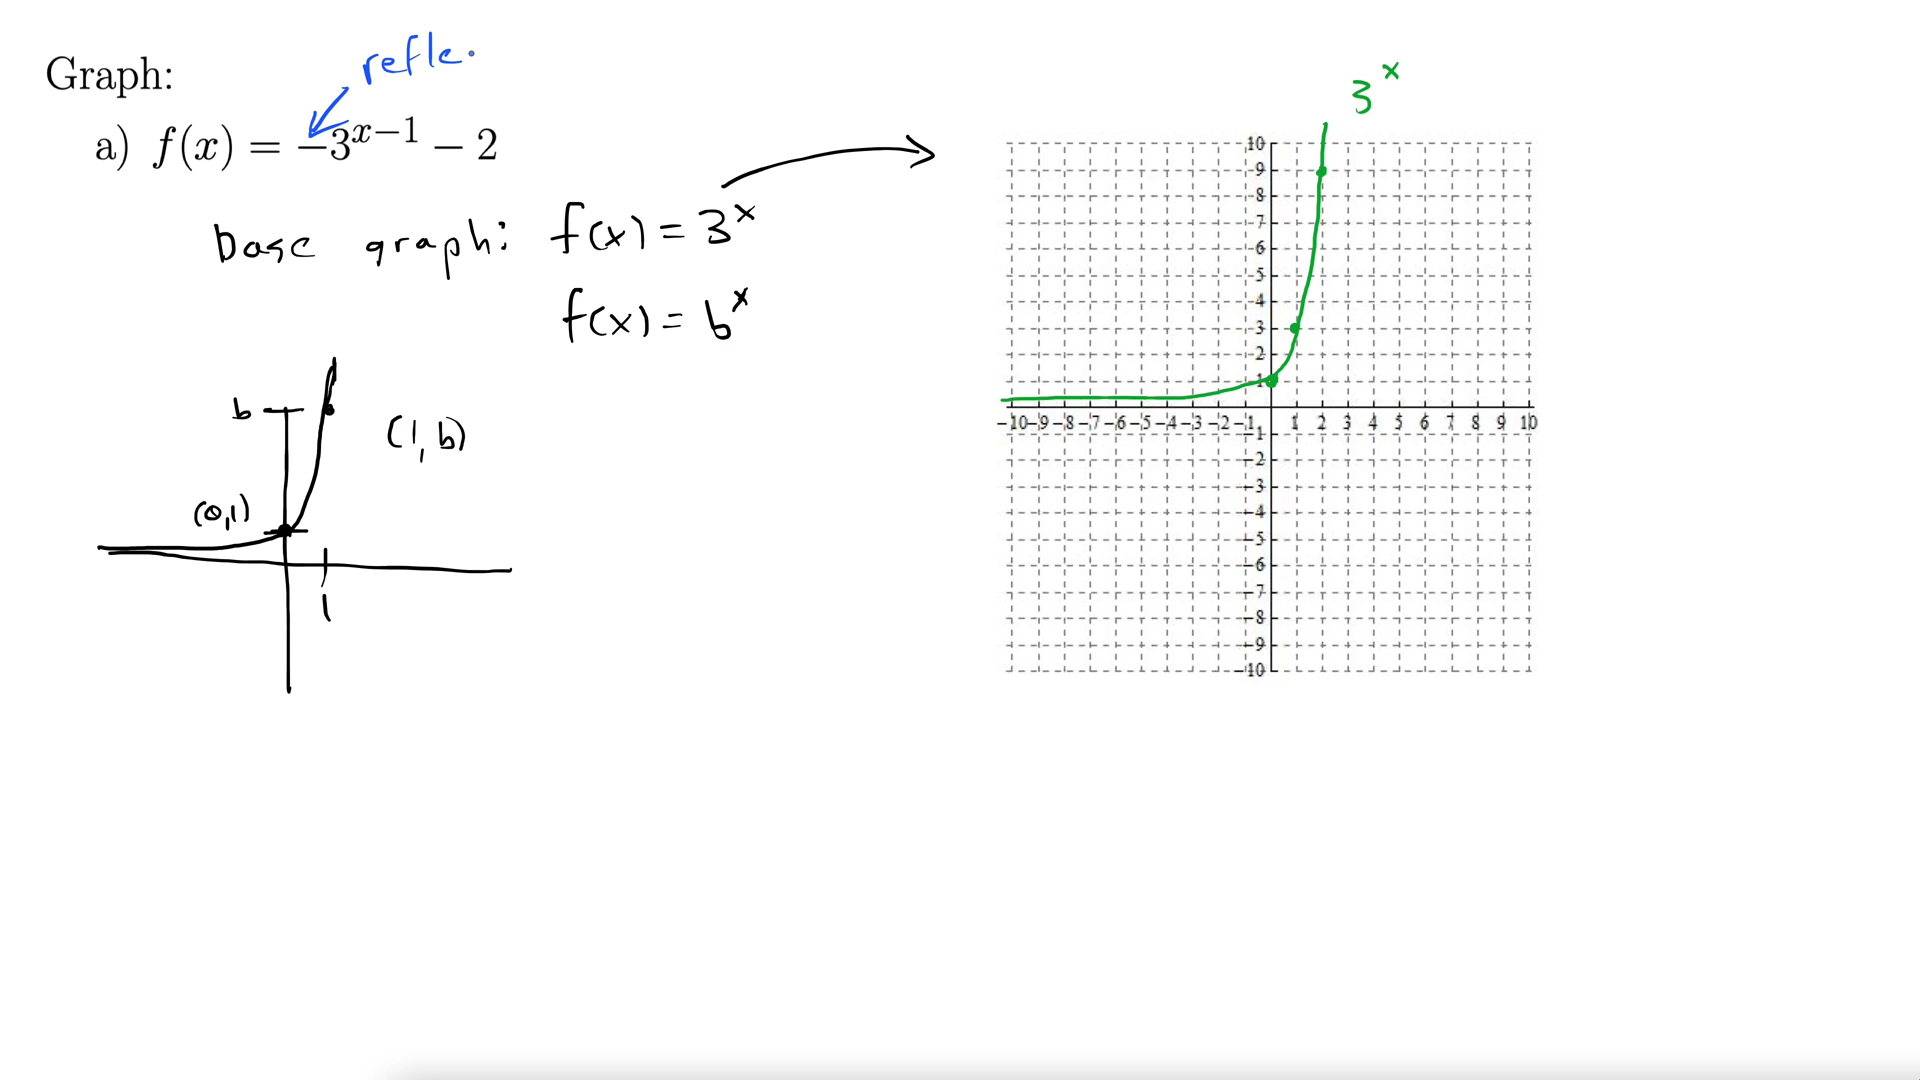 Graph:
refle
a) f(x) = −3^{x−1} − 2
base graph: f(x) = 3^x
f(x) = b^x
b
(1, b)
(0,1)
1
3^x
10
9
8
7
6
5
4
3
2
1
−10 −9 −8 −7 −6 −5 −4 −3 −2 −1 1 2 3 4 5 6 7 8 9 10
−1
−2
−3
−4
−5
−6
−7
−8
−9
−10